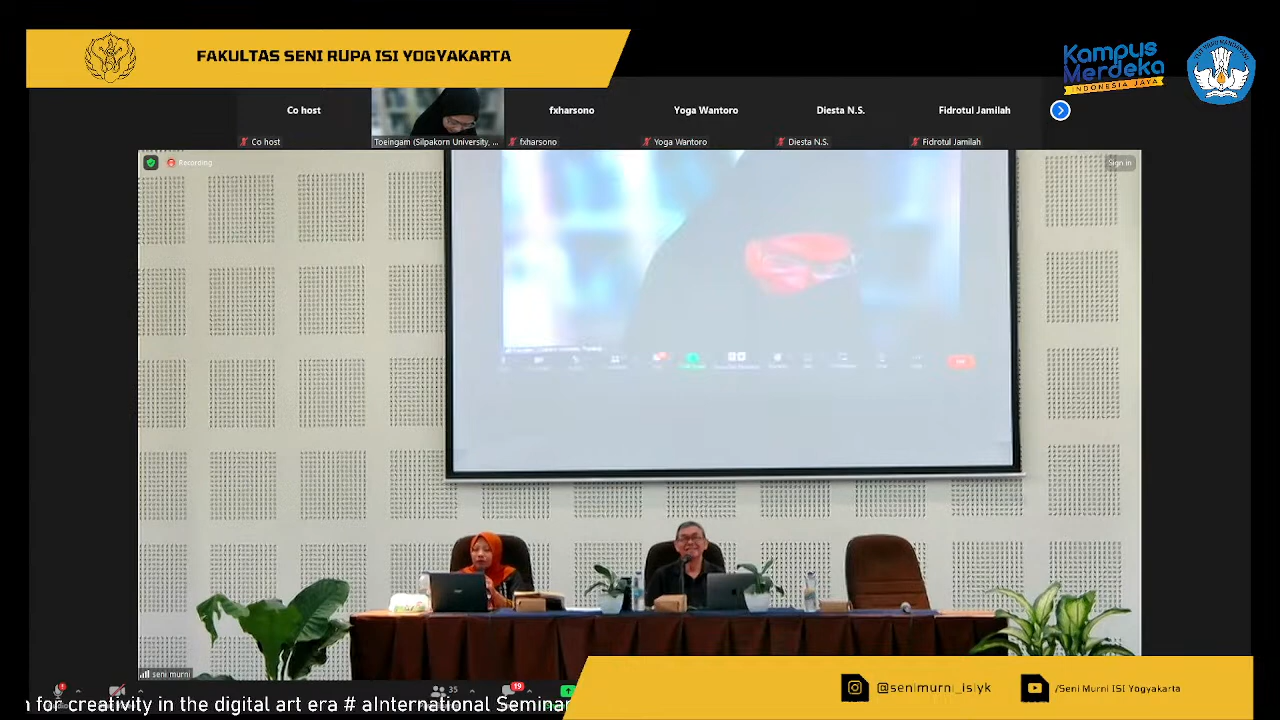 FAKULTAS SENI RUPA ISI YOGYAKARTA
Kampus
Merdeka
INDONESIA JAYA
Co host
fxharsono
Yoga Wantoro
Diesta N.S.
Fidrotul Jamilah
Co host
Toeingam (Silpakorn University, ...
fxharsono
Yoga Wantoro
Diesta N.S.
Fidrotul Jamilah
Recording
Sign in
seni murni
35
19
for creativity in the digital art era # aInternational Seminar
@senimurni_isiyk
/Seni Murni ISI Yogyakarta